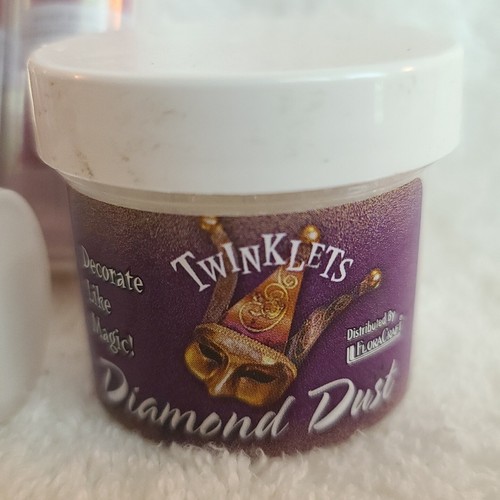 TWINKLETS
Decorate
Like
Magic!
Distributed By
FLORACRAFT
Diamond Dust